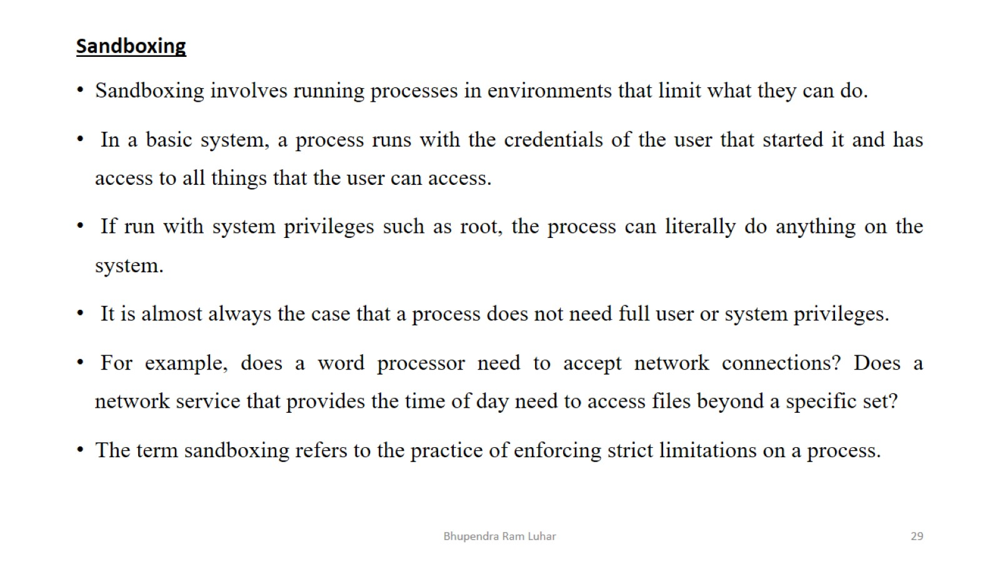 Sandboxing
• Sandboxing involves running processes in environments that limit what they can do.
• In a basic system, a process runs with the credentials of the user that started it and has
access to all things that the user can access.
• If run with system privileges such as root, the process can literally do anything on the
system.
• It is almost always the case that a process does not need full user or system privileges.
• For example, does a word processor need to accept network connections? Does a
network service that provides the time of day need to access files beyond a specific set?
• The term sandboxing refers to the practice of enforcing strict limitations on a process.
Bhupendra Ram Luhar
29